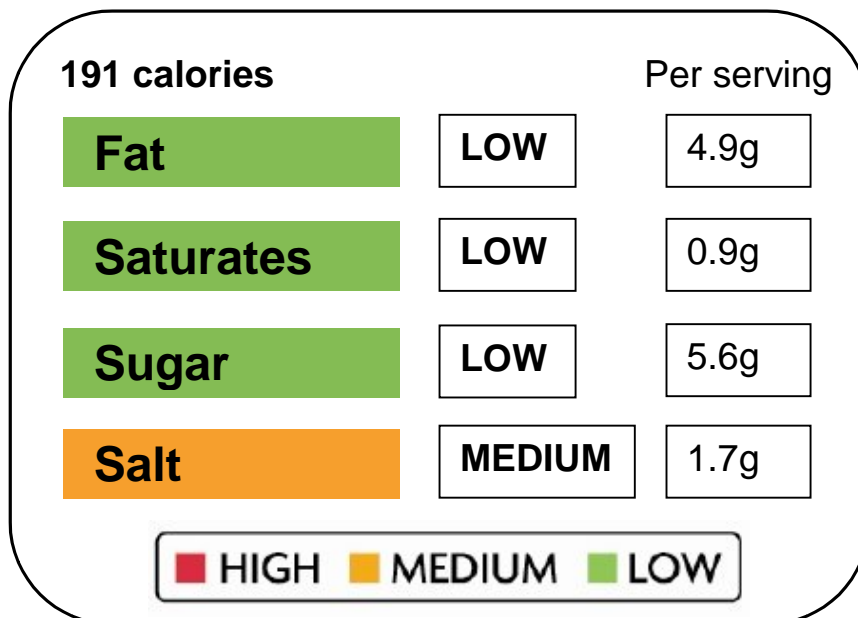 191 calories Per serving
Fat LOW 4.9g
Saturates LOW 0.9g
Sugar LOW 5.6g
Salt MEDIUM 1.7g
HIGH MEDIUM LOW